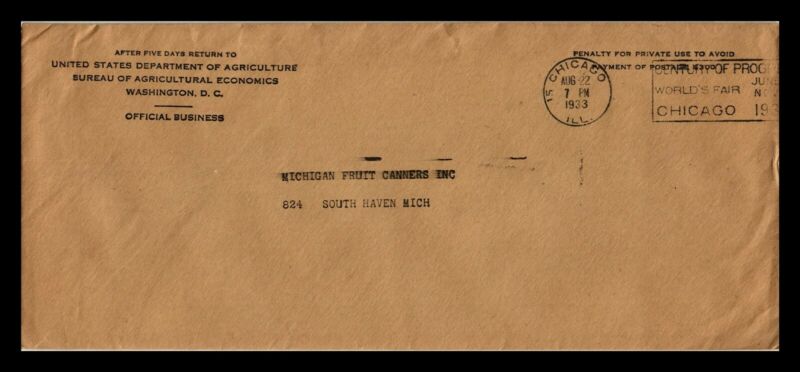 AFTER FIVE DAYS RETURN TO
UNITED STATES DEPARTMENT OF AGRICULTURE
BUREAU OF AGRICULTURAL ECONOMICS
WASHINGTON, D. C.
OFFICIAL BUSINESS
PENALTY FOR PRIVATE USE TO AVOID
PAYMENT OF POSTAGE $300
15 CHICAGO
AUG 22
7 PM
1933
ILL.
CENTURY OF PROG
JUNE
WORLD'S FAIR
CHICAGO 193
MICHIGAN FRUIT CANNERS INC
824 SOUTH HAVEN MICH